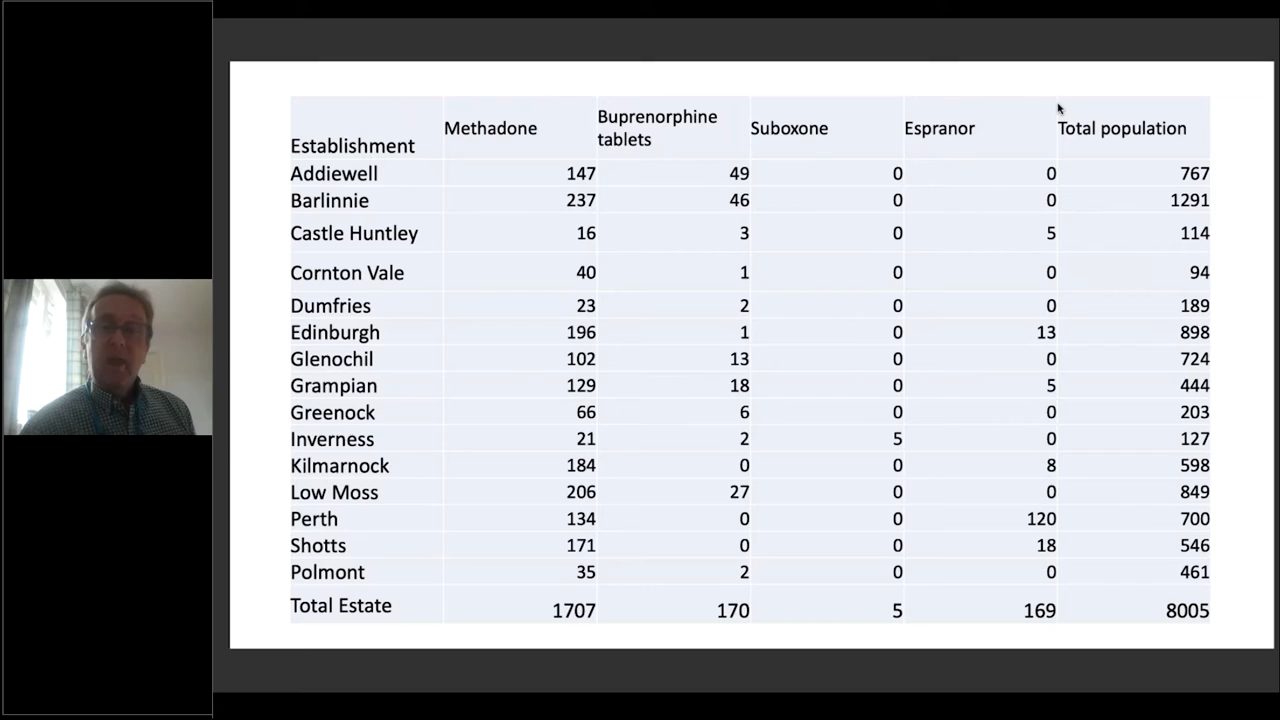 Establishment Methadone Buprenorphine tablets Suboxone Espranor Total population
Addiewell 147 49 0 0 767
Barlinnie 237 46 0 0 1291
Castle Huntley 16 3 0 5 114
Cornton Vale 40 1 0 0 94
Dumfries 23 2 0 0 189
Edinburgh 196 1 0 13 898
Glenochil 102 13 0 0 724
Grampian 129 18 0 5 444
Greenock 66 6 0 0 203
Inverness 21 2 5 0 127
Kilmarnock 184 0 0 8 598
Low Moss 206 27 0 0 849
Perth 134 0 0 120 700
Shotts 171 0 0 18 546
Polmont 35 2 0 0 461
Total Estate 1707 170 5 169 8005